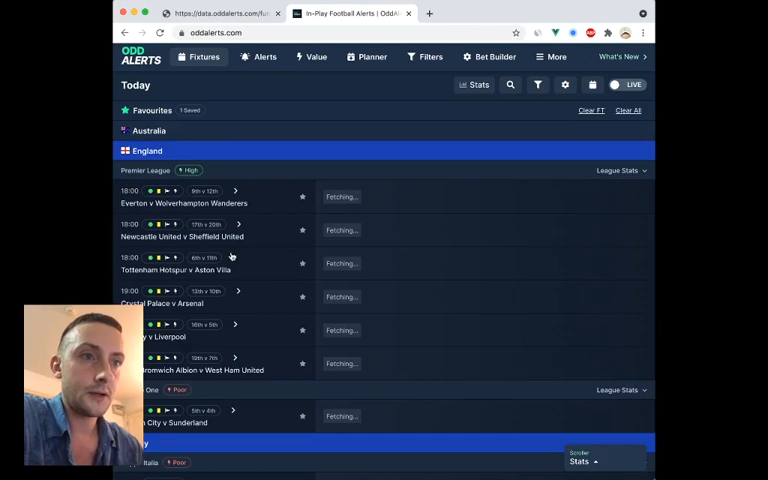 https://data.oddalerts.com/fut
In-Play Football Alerts | OddAl
oddalerts.com
ODD ALERTS
Fixtures
Alerts
Value
Planner
Filters
Bet Builder
More
What's New
Today
Stats
LIVE
Favourites 1 Saved
Clear FT
Clear All
Australia
England
Premier League High
League Stats
18:00 9th v 12th
Everton v Wolverhampton Wanderers
Fetching...
18:00 17th v 20th
Newcastle United v Sheffield United
Fetching...
18:00 6th v 11th
Tottenham Hotspur v Aston Villa
Fetching...
19:00 13th v 10th
Crystal Palace v Arsenal
Fetching...
16th v 5th
y v Liverpool
Fetching...
19th v 7th
Bromwich Albion v West Ham United
Fetching...
One Poor
League Stats
5th v 4th
City v Sunderland
Fetching...
y
Italia Poor
Scroller
Stats